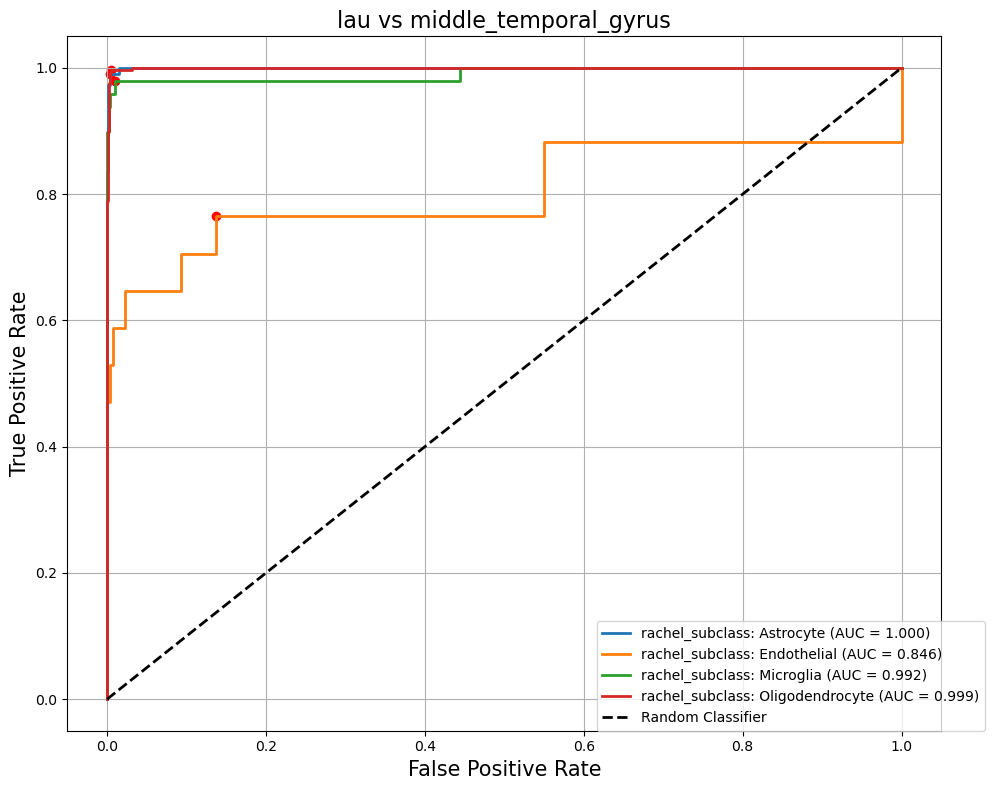 lau vs middle_temporal_gyrus
True Positive Rate
1.0
0.8
0.6
0.4
0.2
0.0
0.0 0.2 0.4 0.6 0.8 1.0
False Positive Rate
rachel_subclass: Astrocyte (AUC = 1.000)
rachel_subclass: Endothelial (AUC = 0.846)
rachel_subclass: Microglia (AUC = 0.992)
rachel_subclass: Oligodendrocyte (AUC = 0.999)
Random Classifier